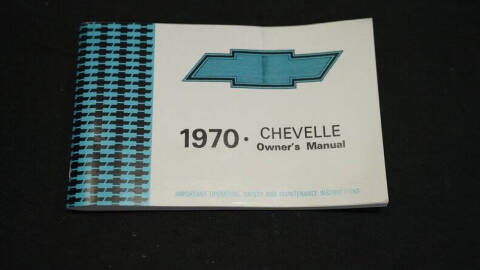 1970. CHEVELLE
Owner's Manual
IMPORTANT OPERATING, SAFETY AND MAINTENANCE INSTRUCTIONS